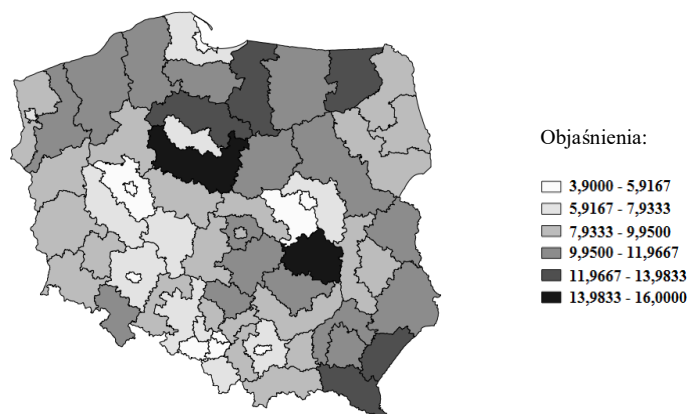 Objaśnienia:
3,9000 - 5,9167
5,9167 - 7,9333
7,9333 - 9,9500
9,9500 - 11,9667
11,9667 - 13,9833
13,9833 - 16,0000